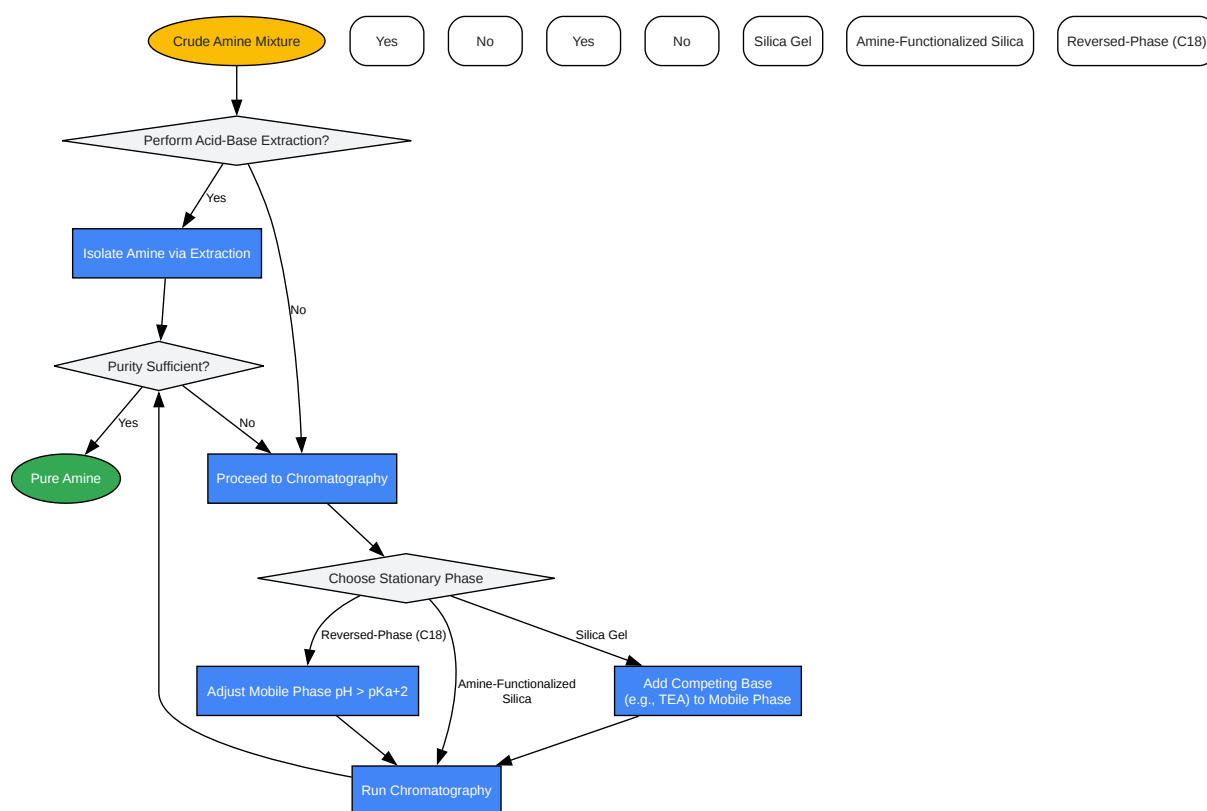 Crude Amine Mixture
Yes
No
Yes
No
Silica Gel
Amine-Functionalized Silica
Reversed-Phase (C18)
Perform Acid-Base Extraction?
Yes
Isolate Amine via Extraction
No
Purity Sufficient?
Yes
No
Pure Amine
Proceed to Chromatography
Choose Stationary Phase
Reversed-Phase (C18)
Silica Gel
Adjust Mobile Phase pH > pKa+2
Amine-Functionalized
Silica
Add Competing Base
(e.g., TEA) to Mobile Phase
Run Chromatography